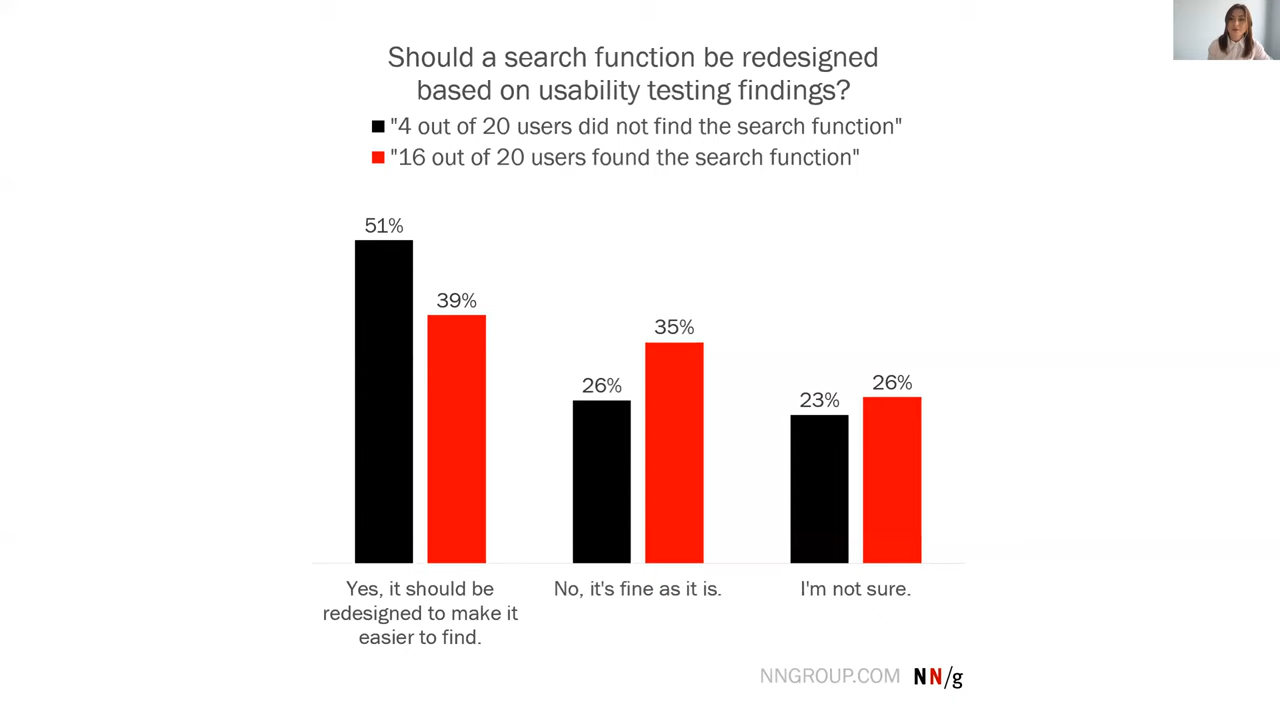 Should a search function be redesigned
based on usability testing findings?
"4 out of 20 users did not find the search function"
"16 out of 20 users found the search function"
51%
39%
26%
35%
23%
26%
Yes, it should be
redesigned to make it
easier to find.
No, it's fine as it is.
I'm not sure.
NNGROUP.COM NN/g